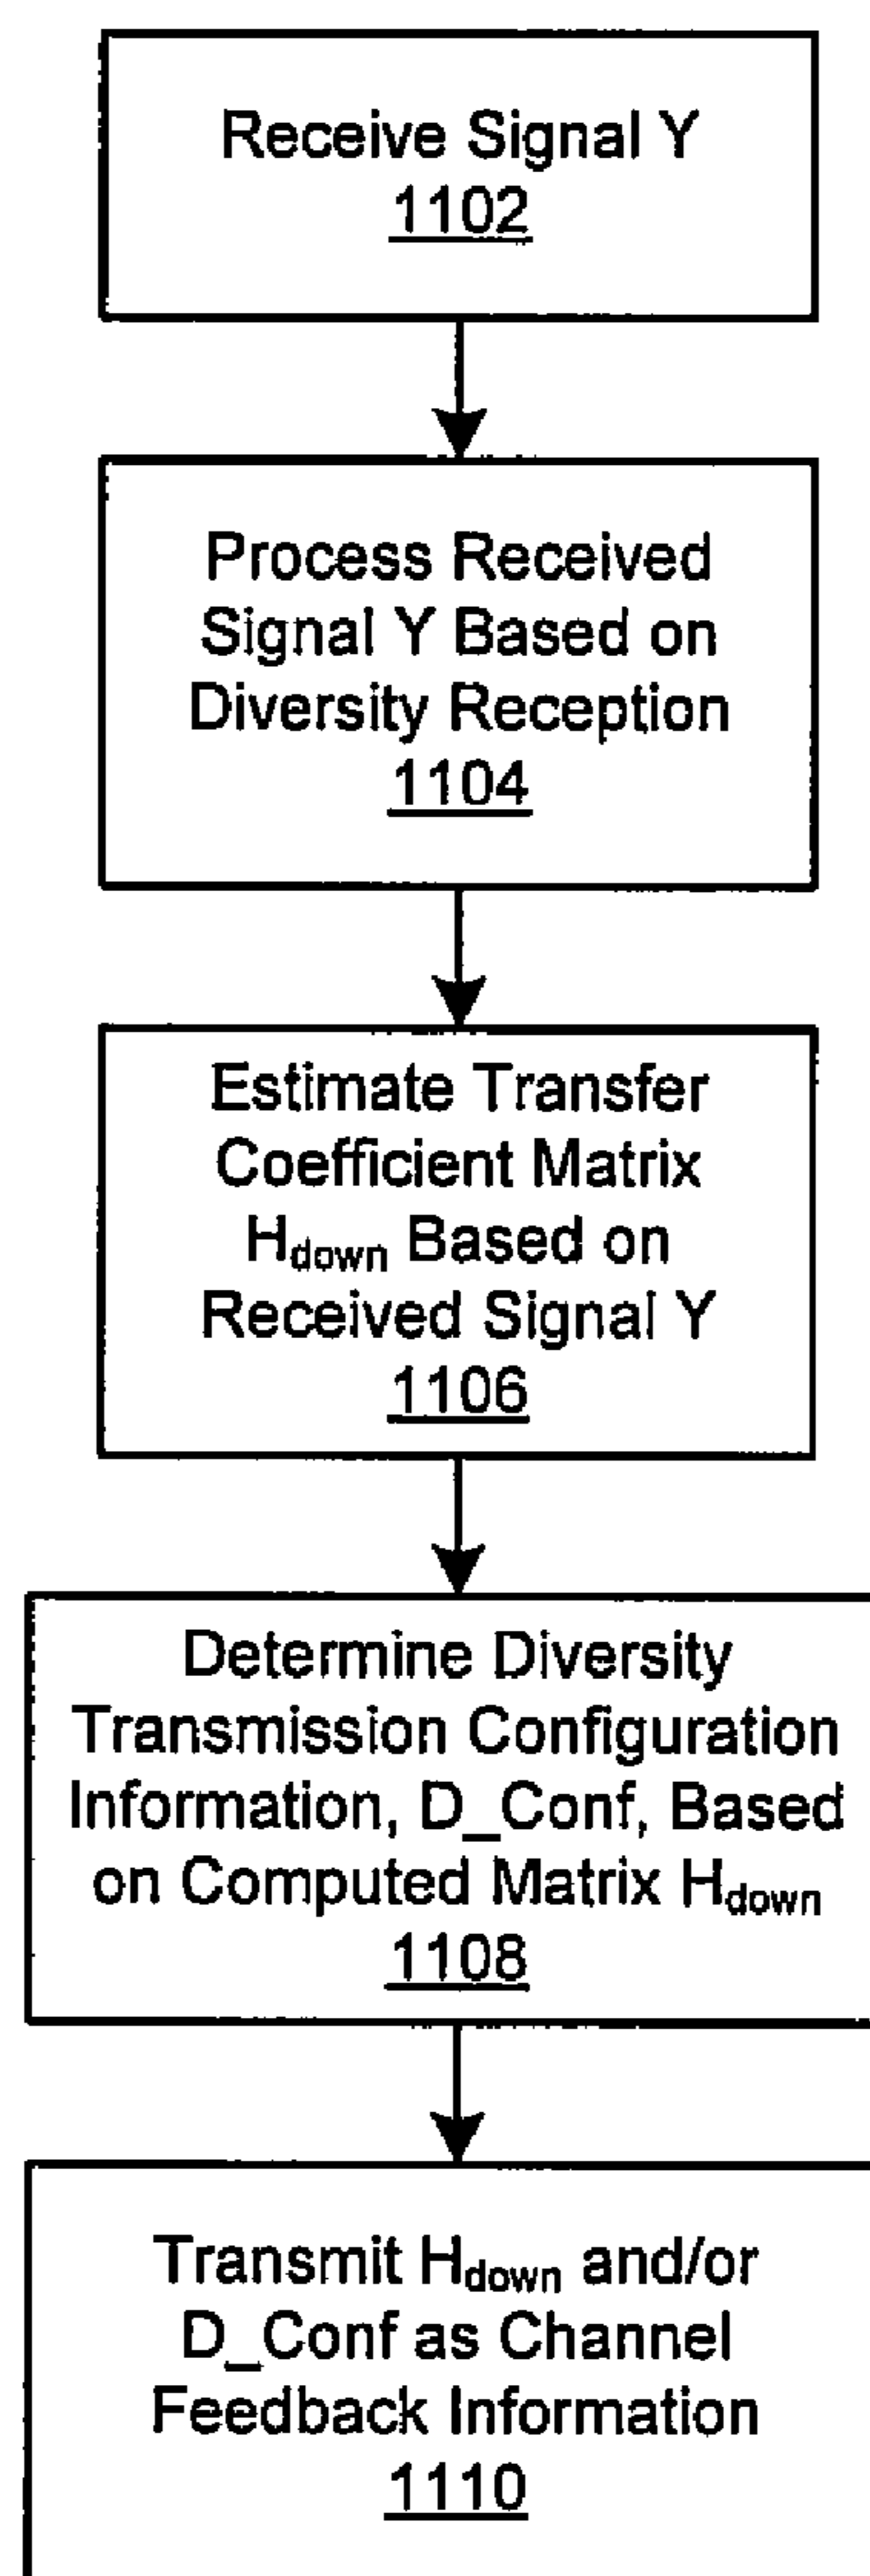 Receive Signal Y
1102
Process Received
Signal Y Based on
Diversity Reception
1104
Estimate Transfer
Coefficient Matrix
Hdown Based on
Received Signal Y
1106
Determine Diversity
Transmission Configuration
Information, D_Conf, Based
on Computed Matrix Hdown
1108
Transmit Hdown and/or
D_Conf as Channel
Feedback Information
1110